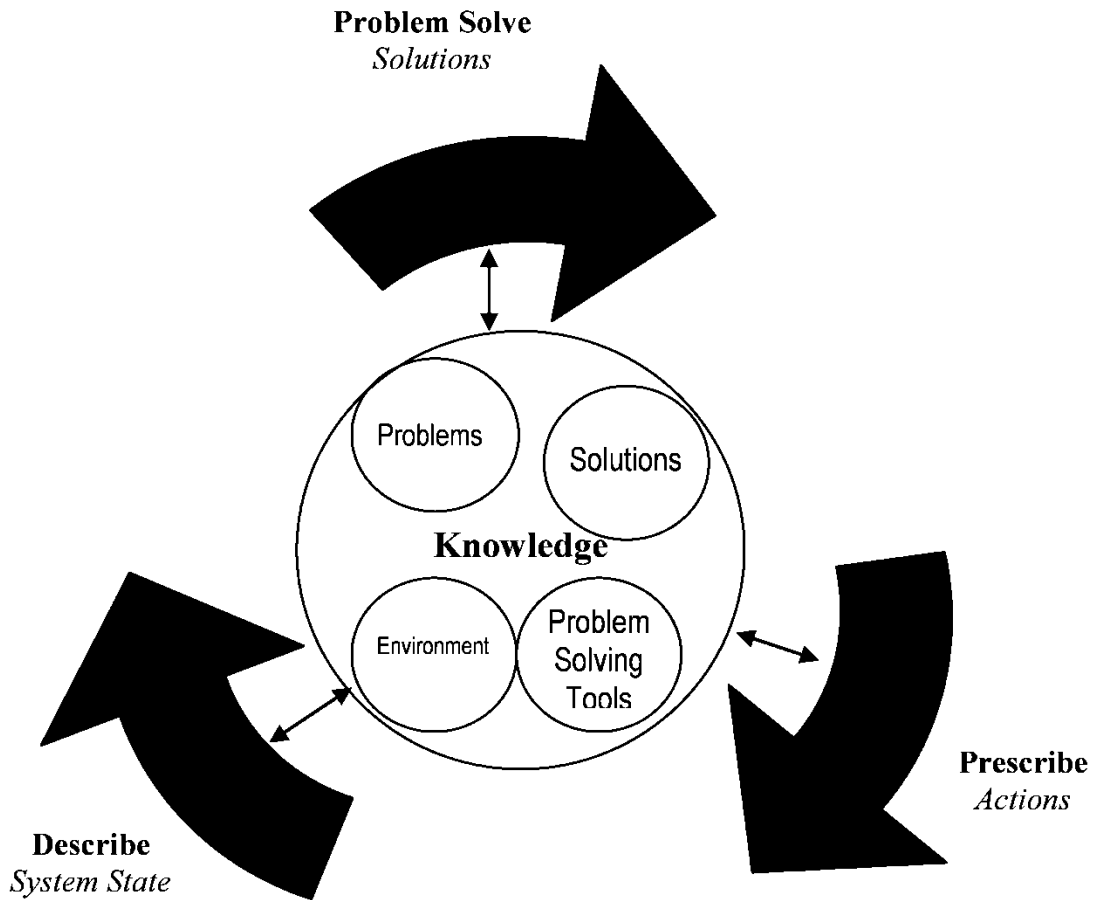 Problem Solve
Solutions
Problems
Solutions
Knowledge
Environment
Problem
Solving
Tools
Prescribe
Actions
Describe
System State